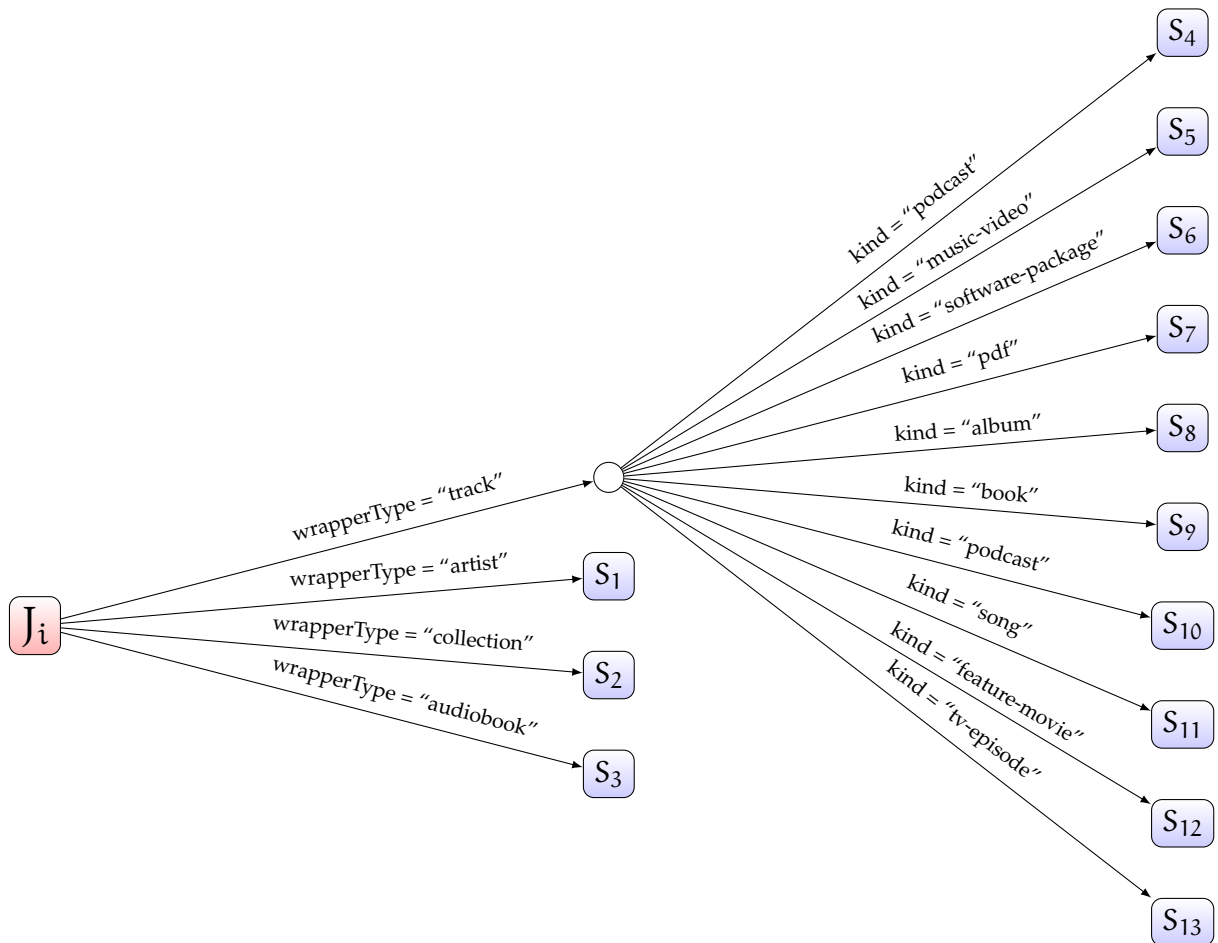 S4
kind = “podcast”
S5
kind = “music-video”
S6
kind = “software-package”
S7
kind = “pdf”
S8
kind = “album”
kind = “book”
S9
kind = “podcast”
S10
kind = “song”
S11
kind = “feature-movie”
S12
kind = “tv-episode”
S13
wrapperType = “track”
wrapperType = “artist”
S1
Ji
wrapperType = “collection”
S2
wrapperType = “audiobook”
S3